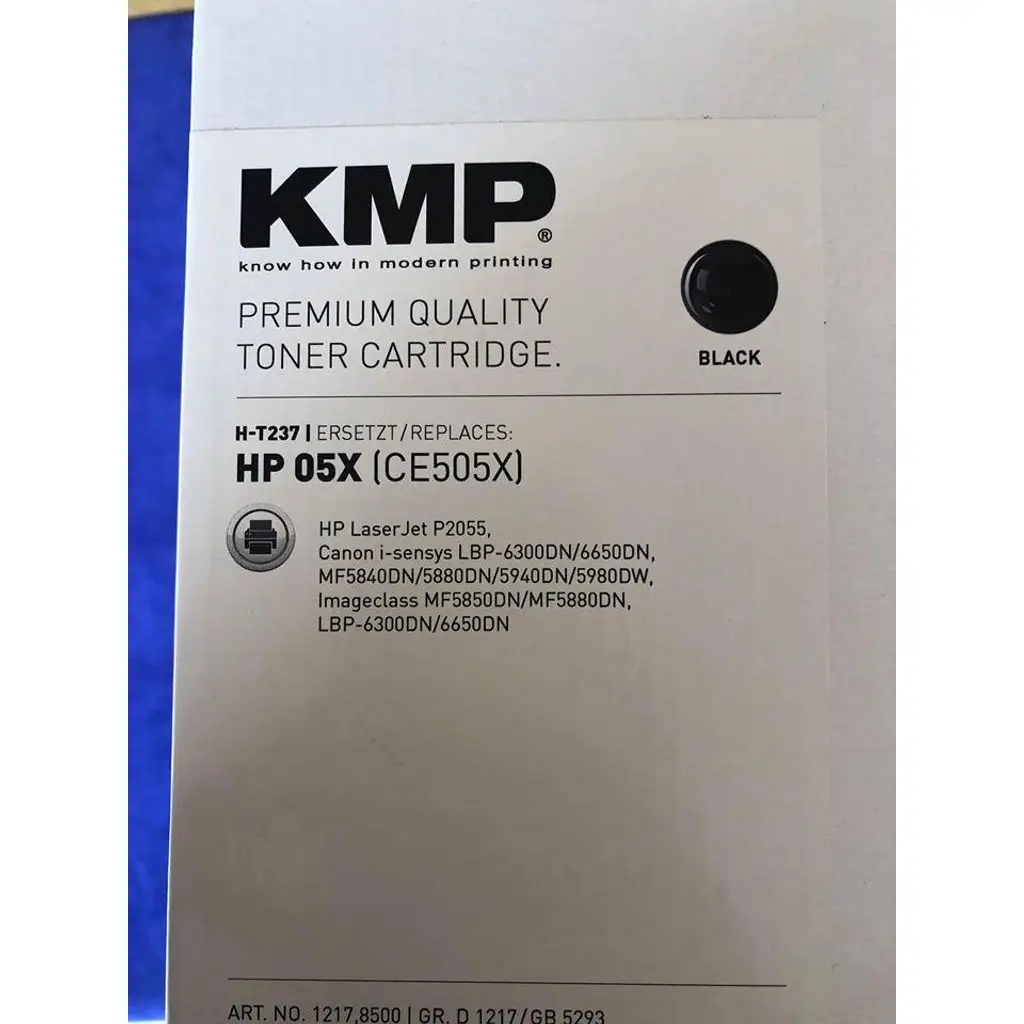 KMP®
know how in modern printing
PREMIUM QUALITY
TONER CARTRIDGE.
BLACK
H-T237 | ERSETZT/REPLACES:
HP 05X (CE505X)
HP LaserJet P2055,
Canon i-sensys LBP-6300DN/6650DN,
MF5840DN/5880DN/5940DN/5980DW,
Imageclass MF5850DN/MF5880DN,
LBP-6300DN/6650DN
ART. NO. 1217,8500 | GR. D 1217/GB 5293